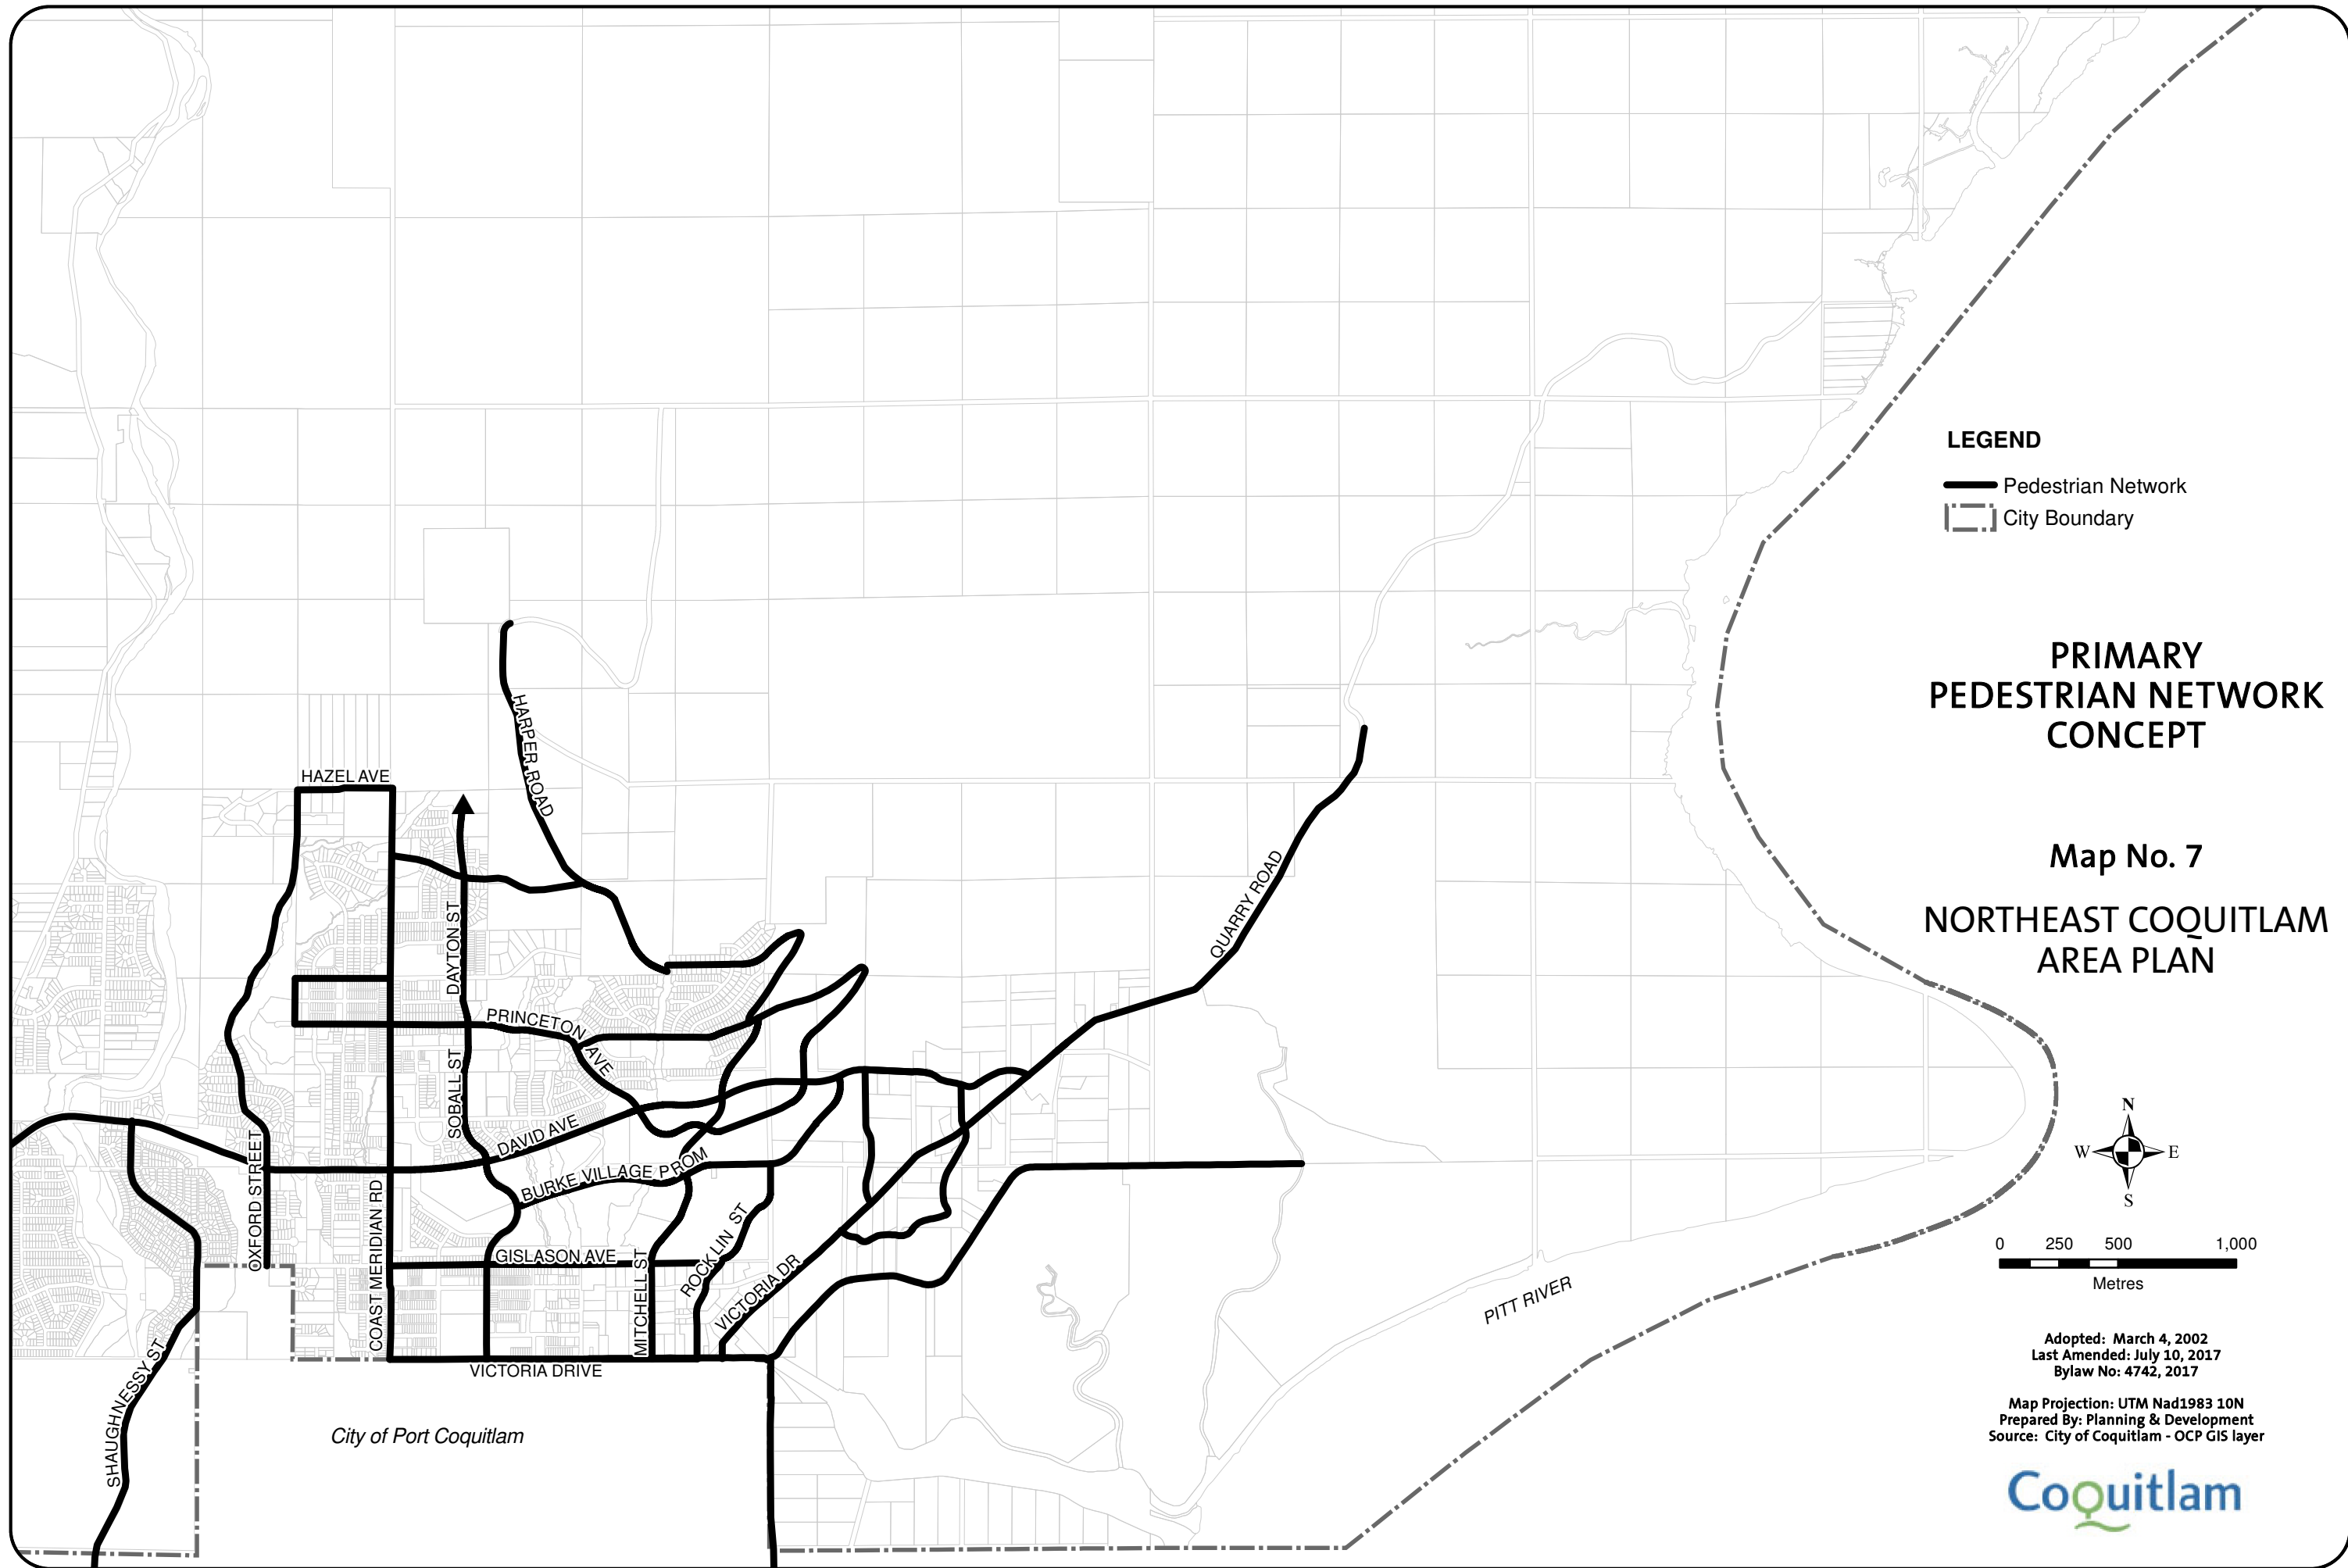 LEGEND
Pedestrian Network
City Boundary
PRIMARY
PEDESTRIAN NETWORK
CONCEPT
Map No. 7
NORTHEAST COQUITLAM
AREA PLAN
N
W
E
S
0 250 500 1,000
Metres
Adopted: March 4, 2002
Last Amended: July 10, 2017
Bylaw No: 4742, 2017
Map Projection: UTM Nad1983 10N
Prepared By: Planning & Development
Source: City of Coquitlam - OCP GIS layer
Coquitlam
HARPER ROAD
HAZEL AVE
QUARRY ROAD
DAYTON ST
PRINCETON AVE
SOBALL ST
DAVID AVE
BURKE VILLAGE PROM
OXFORD STREET
COAST MERIDIAN RD
GISLASON AVE
MITCHELL ST
ROCKLIN ST
VICTORIA DR
VICTORIA DRIVE
SHAUGHNESSY ST
City of Port Coquitlam
PITT RIVER